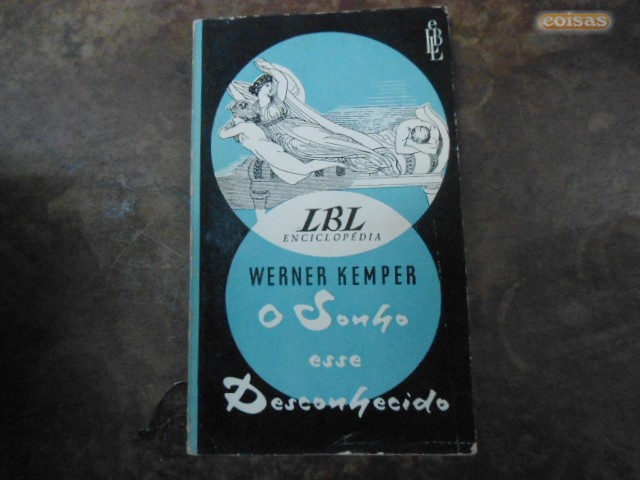 coisas
LBL
ENCICLOPÉDIA
WERNER KEMPER
O Sonho
esse
Desconhecido